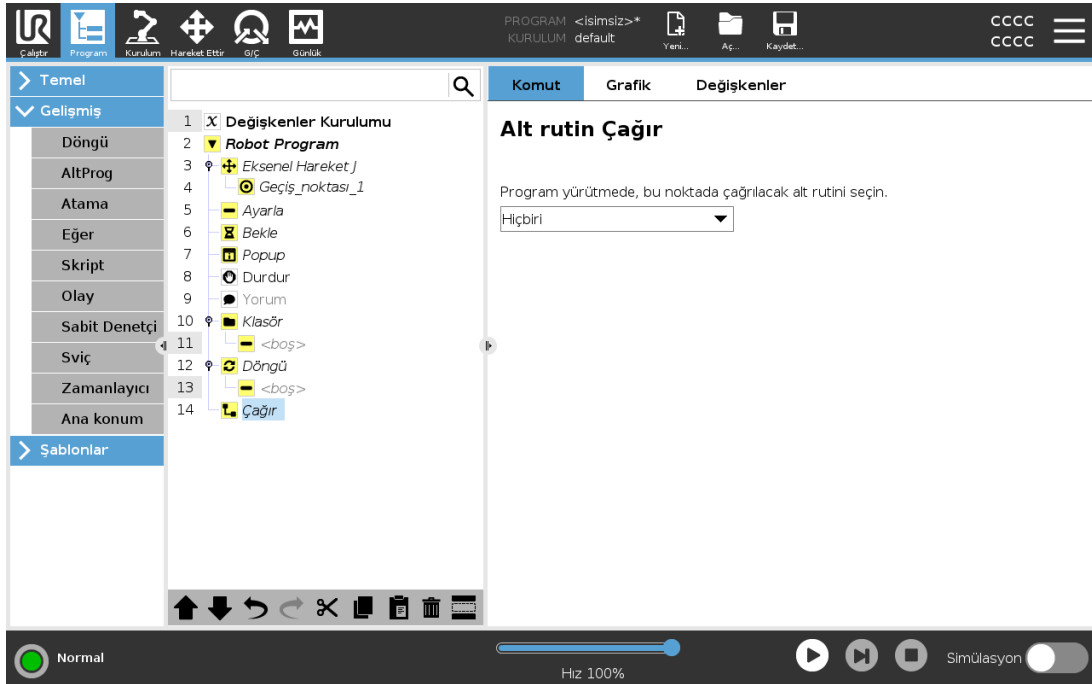 PROGRAM <isimsiz>*
KURULUM default
Çalıştır Program Kurulum Hareket Ettir G/Ç Günlük
Yeni... Aç... Kaydet...
CCCC
CCCC
Temel
Gelişmiş
Döngü
AltProg
Atama
Eğer
Skript
Olay
Sabit Denetçi
Sviç
Zamanlayıcı
Ana konum
Şablonlar
1 X Değişkenler Kurulumu
2 Robot Program
3 Eksenel Hareket J
4 Geçiş_noktası_1
5 Ayarla
6 Bekle
7 Popup
8 Durdur
9 Yorum
10 Klasör
11 <boş>
12 Döngü
13 <boş>
14 Çağır
Komut Grafik Değişkenler
Alt rutin Çağır
Program yürütmede, bu noktada çağrılacak alt rutini seçin.
Hiçbiri
Normal
Hız 100%
Simülasyon